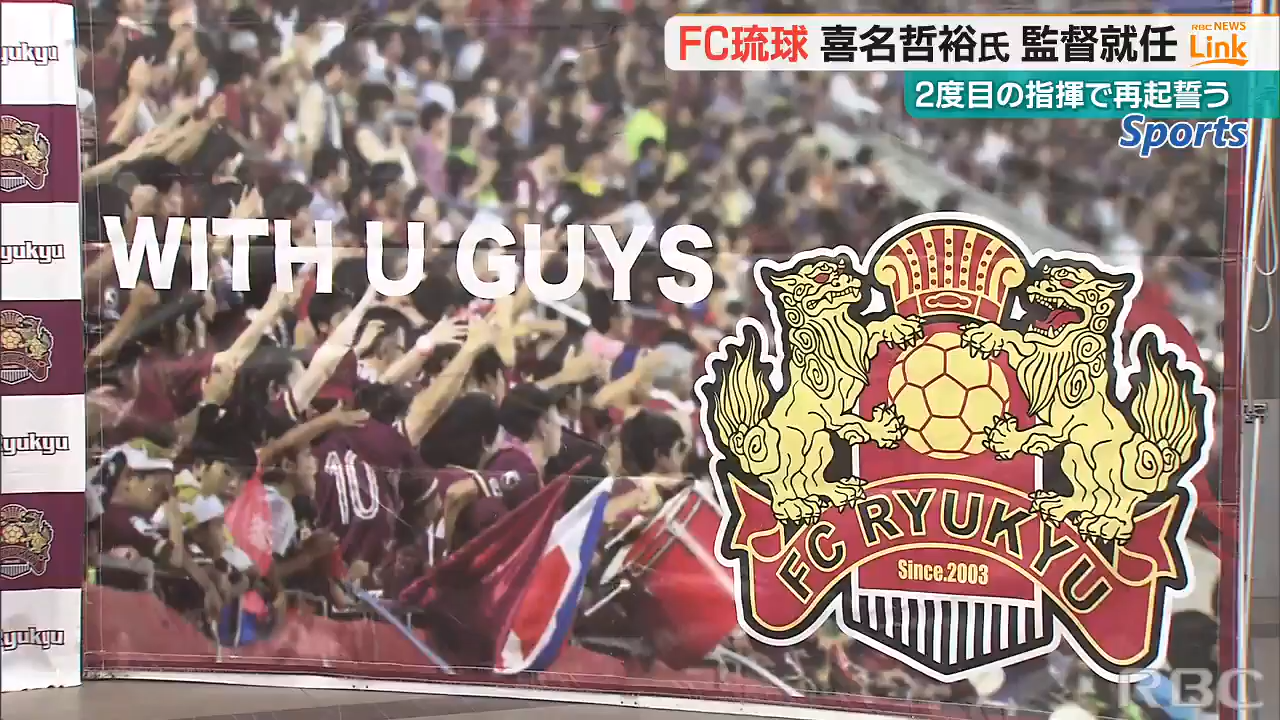 FC琉球 喜名哲裕氏 監督就任
RBC NEWS
Link
2度目の指揮で再起誓う
Sports
WITH U GUYS
10
FC RYUKYU
Since.2003
yukyu
yukyu
yukyu
yukyu
RBC